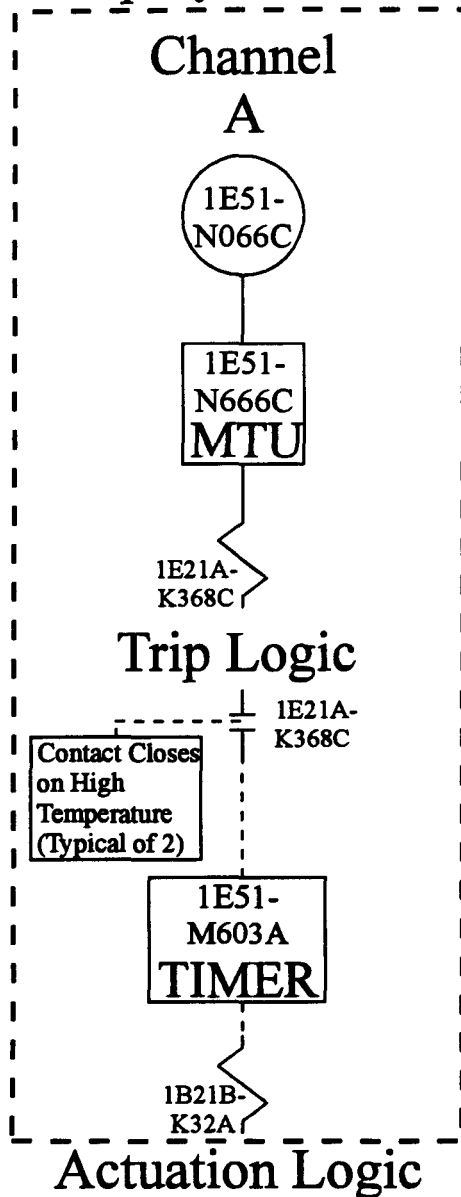 Channel
A
1E51-
N066C
1E51-
N666C
MTU
1E21A-
K368C
Trip Logic
1E21A-
K368C
Contact Closes
on High
Temperature
(Typical of 2)
1E51-
M603A
TIMER
1B21B-
K32A
Actuation Logic